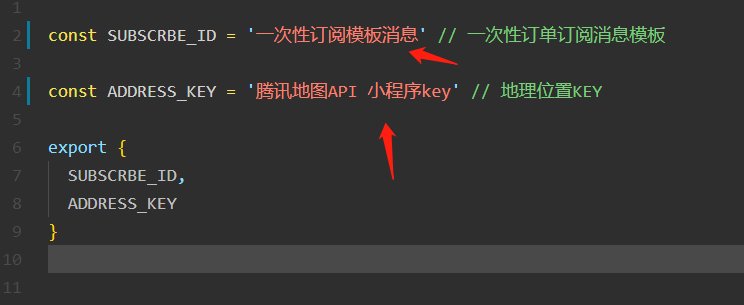 1
2 const SUBSCRBE_ID = '一次性订阅模板消息' // 一次性订单订阅消息模板
3
4 const ADDRESS_KEY = '腾讯地图API 小程序key' // 地理位置KEY
5
6 export {
7 SUBSCRBE_ID,
8 ADDRESS_KEY
9 }
10
11